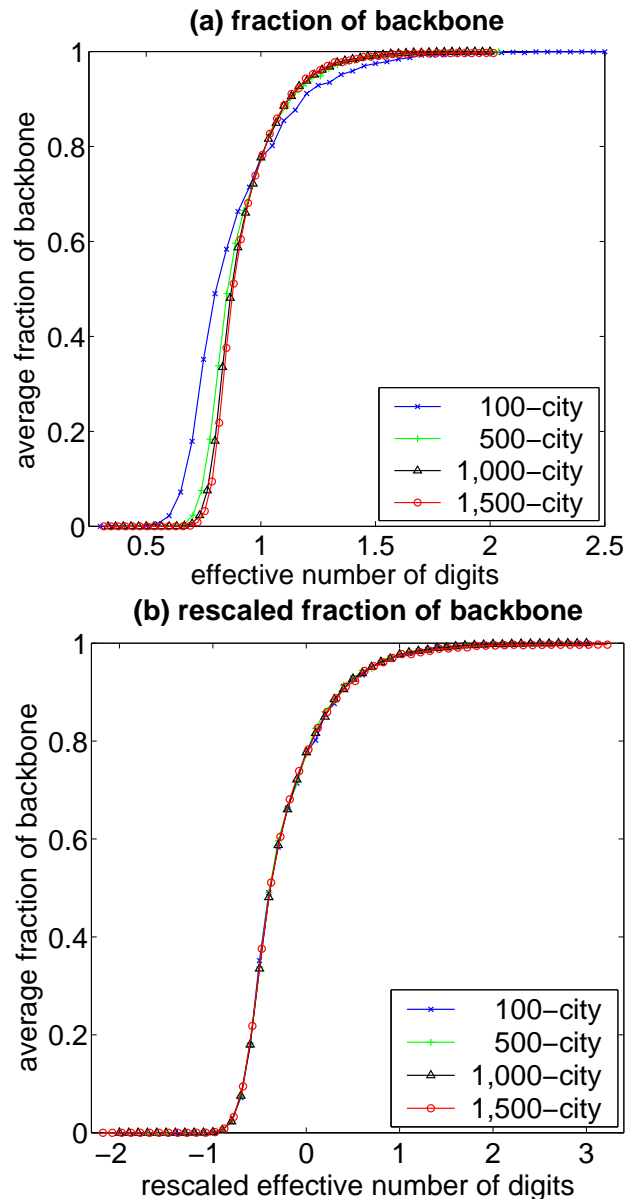 (a) fraction of backbone
1
0.8
0.6
0.4
0.2
0
average fraction of backbone
100−city
500−city
1,000−city
1,500−city
0.5 1 1.5 2 2.5
effective number of digits
(b) rescaled fraction of backbone
1
0.8
0.6
0.4
0.2
0
average fraction of backbone
100−city
500−city
1,000−city
1,500−city
−2 −1 0 1 2 3
rescaled effective number of digits